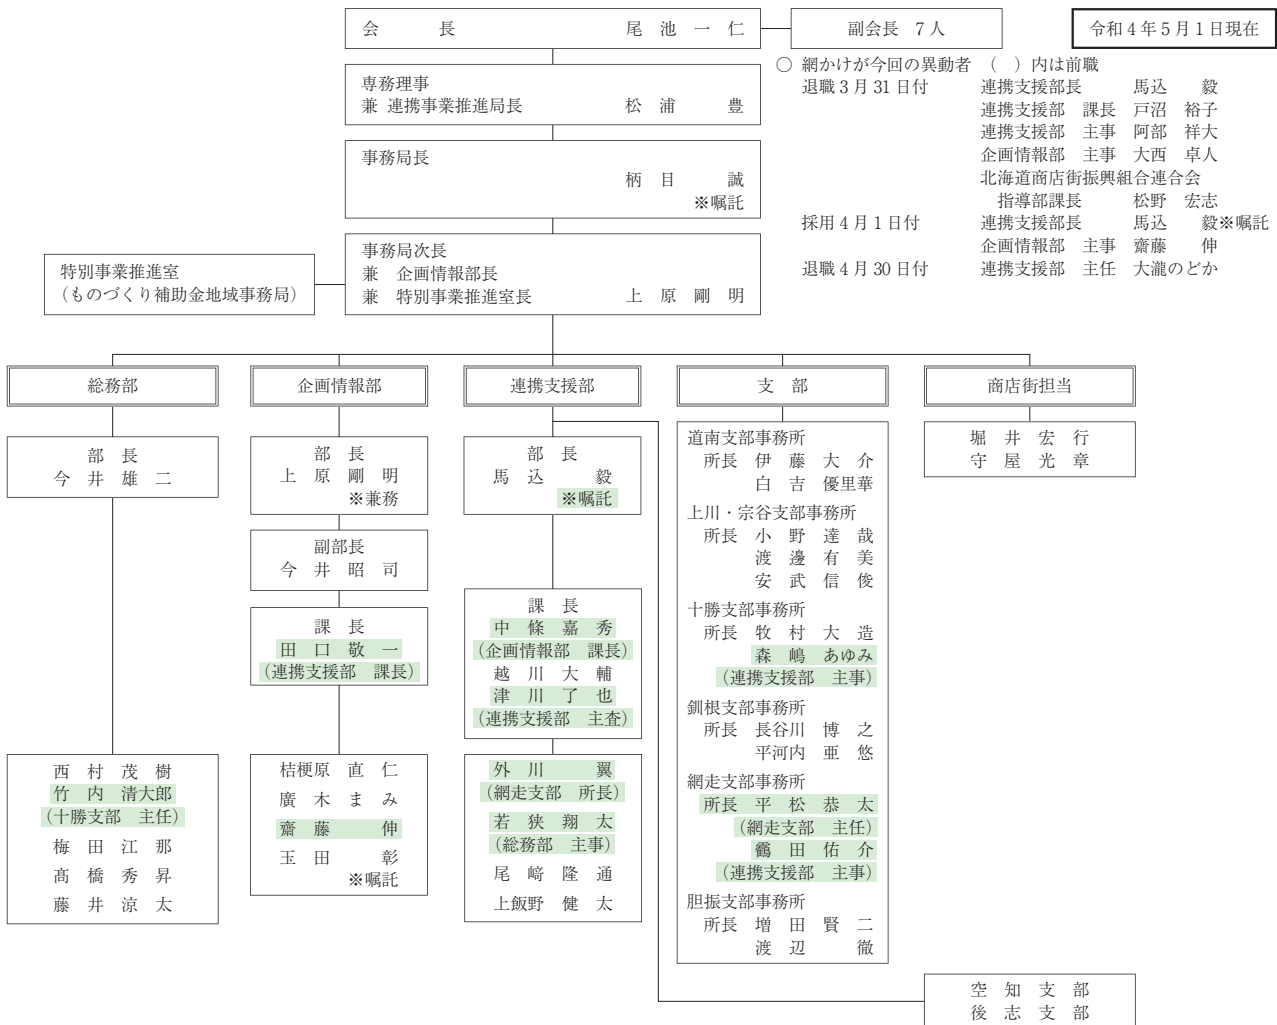 会長 尾池一仁
副会長 7人
令和4年5月1日現在
専務理事
兼 連携事業推進局長 松浦 豊
事務局長
柄目 誠
※嘱託
事務局次長
兼 企画情報部長
兼 特別事業推進室長 上原剛明
特別事業推進室
（ものづくり補助金地域事務局）
○ 網かけが今回の異動者 （ ）内は前職
退職3月31日付 連携支援部長 馬込 毅
連携支援部 課長 戸沼 裕子
連携支援部 主事 阿部 祥大
企画情報部 主事 大西 卓人
北海道商店街振興組合連合会
指導部課長 松野 宏志
採用4月1日付 連携支援部長 馬込 毅※嘱託
企画情報部 主事 齋藤 伸
退職4月30日付 連携支援部 主任 大瀧のどか
総務部
部長
今井雄二
西村茂樹
竹内清太郎
（十勝支部 主任）
梅田江那
髙橋秀昇
藤井涼太
企画情報部
部長
上原剛明
※兼務
副部長
今井昭司
課長
田口敬一
（連携支援部 課長）
桔梗原直仁
廣木まみ
齋藤 伸
玉田 彰
※嘱託
連携支援部
部長
馬込 毅
※嘱託
課長
中條嘉秀
（企画情報部 課長）
越川大輔
津川了也
（連携支援部 主査）
外川 翼
（網走支部 所長）
若狭翔太
（総務部 主事）
尾﨑隆通
上飯野健太
支部
道南支部事務所
所長 伊藤大介
白吉優里華
上川・宗谷支部事務所
所長 小野達哉
渡邊有美
安武信俊
十勝支部事務所
所長 牧村大造
森嶋あゆみ
（連携支援部 主事）
釧根支部事務所
所長 長谷川博之
平河内亜悠
網走支部事務所
所長 平松恭太
（網走支部 主任）
鶴田佑介
（連携支援部 主事）
胆振支部事務所
所長 増田賢二
渡辺 徹
商店街担当
堀井宏行
守屋光章
空知支部
後志支部